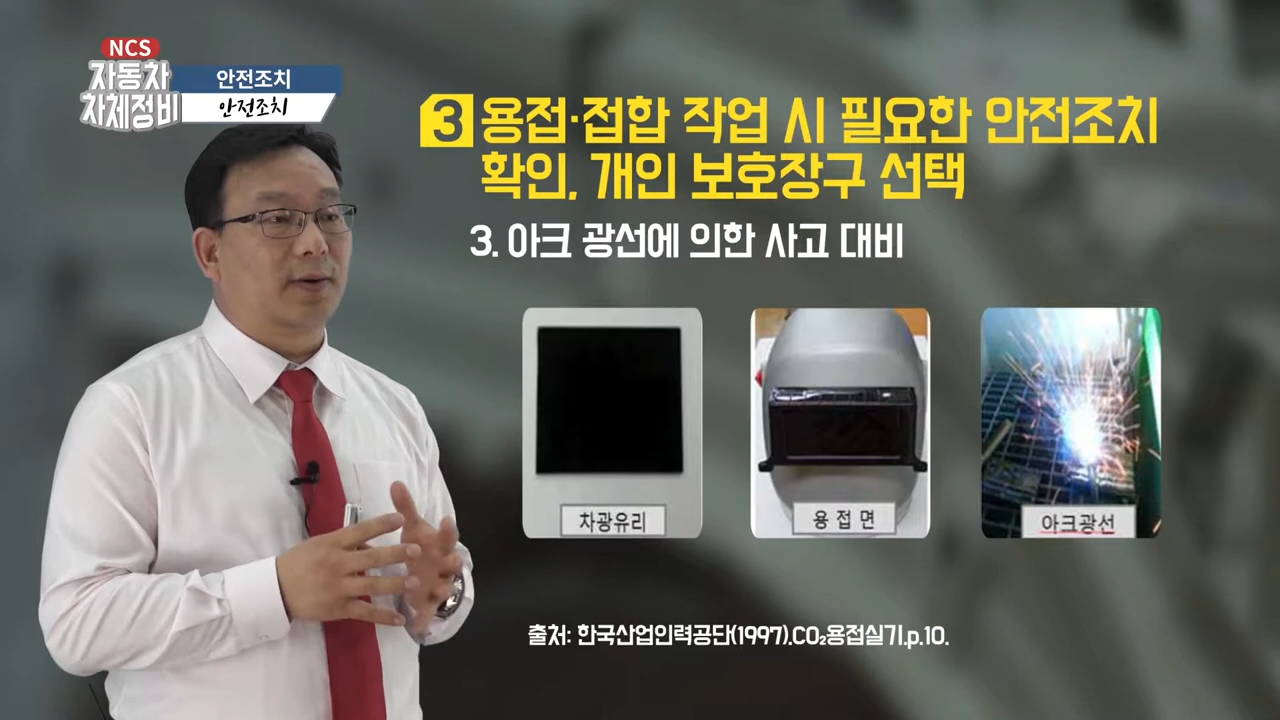 NCS
자동차
차체정비
안전조치
안전조치
3 용접·접합 작업 시 필요한 안전조치
확인, 개인 보호장구 선택
3. 아크 광선에 의한 사고 대비
차광유리
용 접 면
아크광선
출처: 한국산업인력공단(1997).CO₂용접실기.p.10.